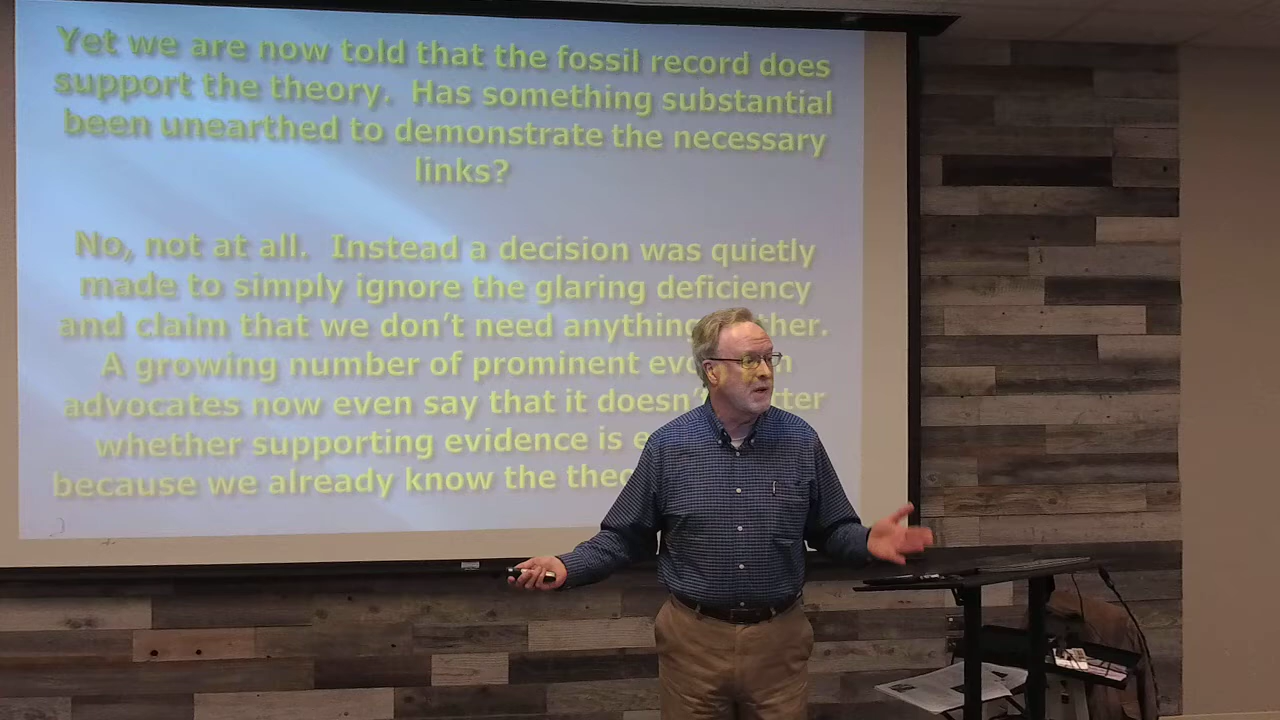 Yet we are now told that the fossil record does
support the theory. Has something substantial
been unearthed to demonstrate the necessary
links?
No, not at all. Instead a decision was quietly
made to simply ignore the glaring deficiency
and claim that we don't need anything
A growing number of prominent
advocates now even say that it doesn't
whether supporting evidence is
because we already know the